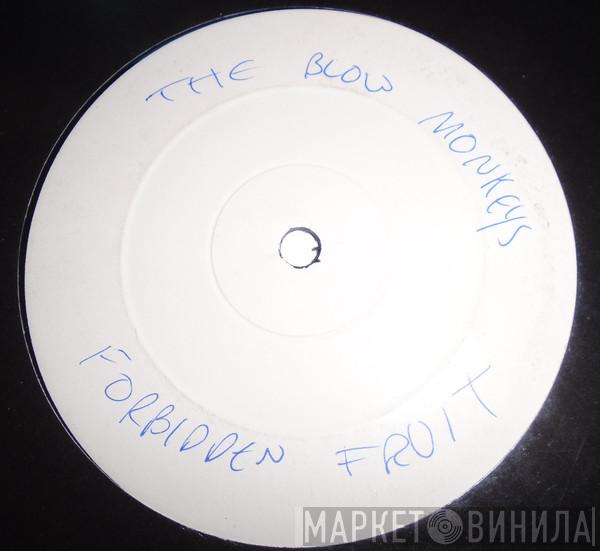 THE BLOW MONKEYS
FORBIDDEN FRUIT
МАРКЕТ ВИНИЛА